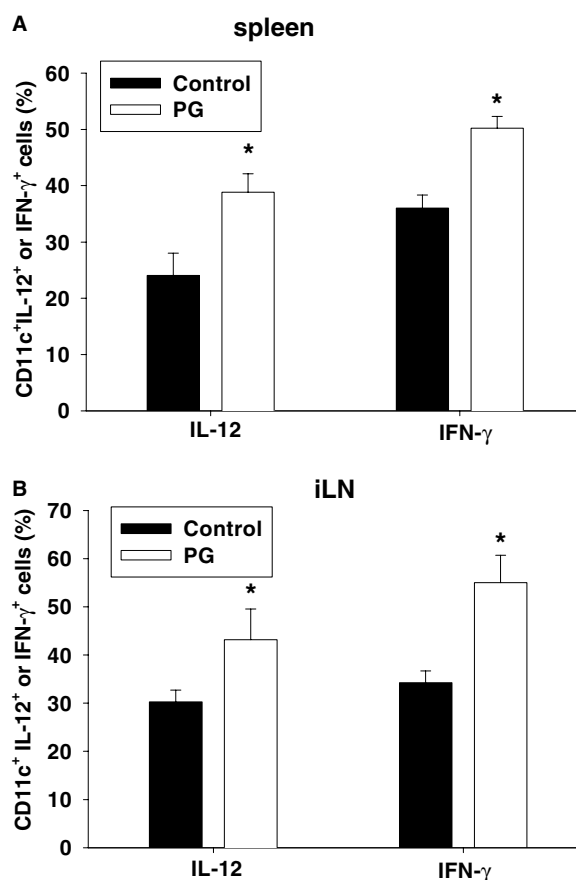 A
spleen
Control
PG
CD11c⁺IL-12⁺ or IFN-γ⁺ cells (%)
60
50
40
30
20
10
0
*
*
IL-12
IFN-γ
B
iLN
Control
PG
CD11c⁺ IL-12⁺ or IFN-γ⁺ cells (%)
70
60
50
40
30
20
10
0
*
*
IL-12
IFN-γ